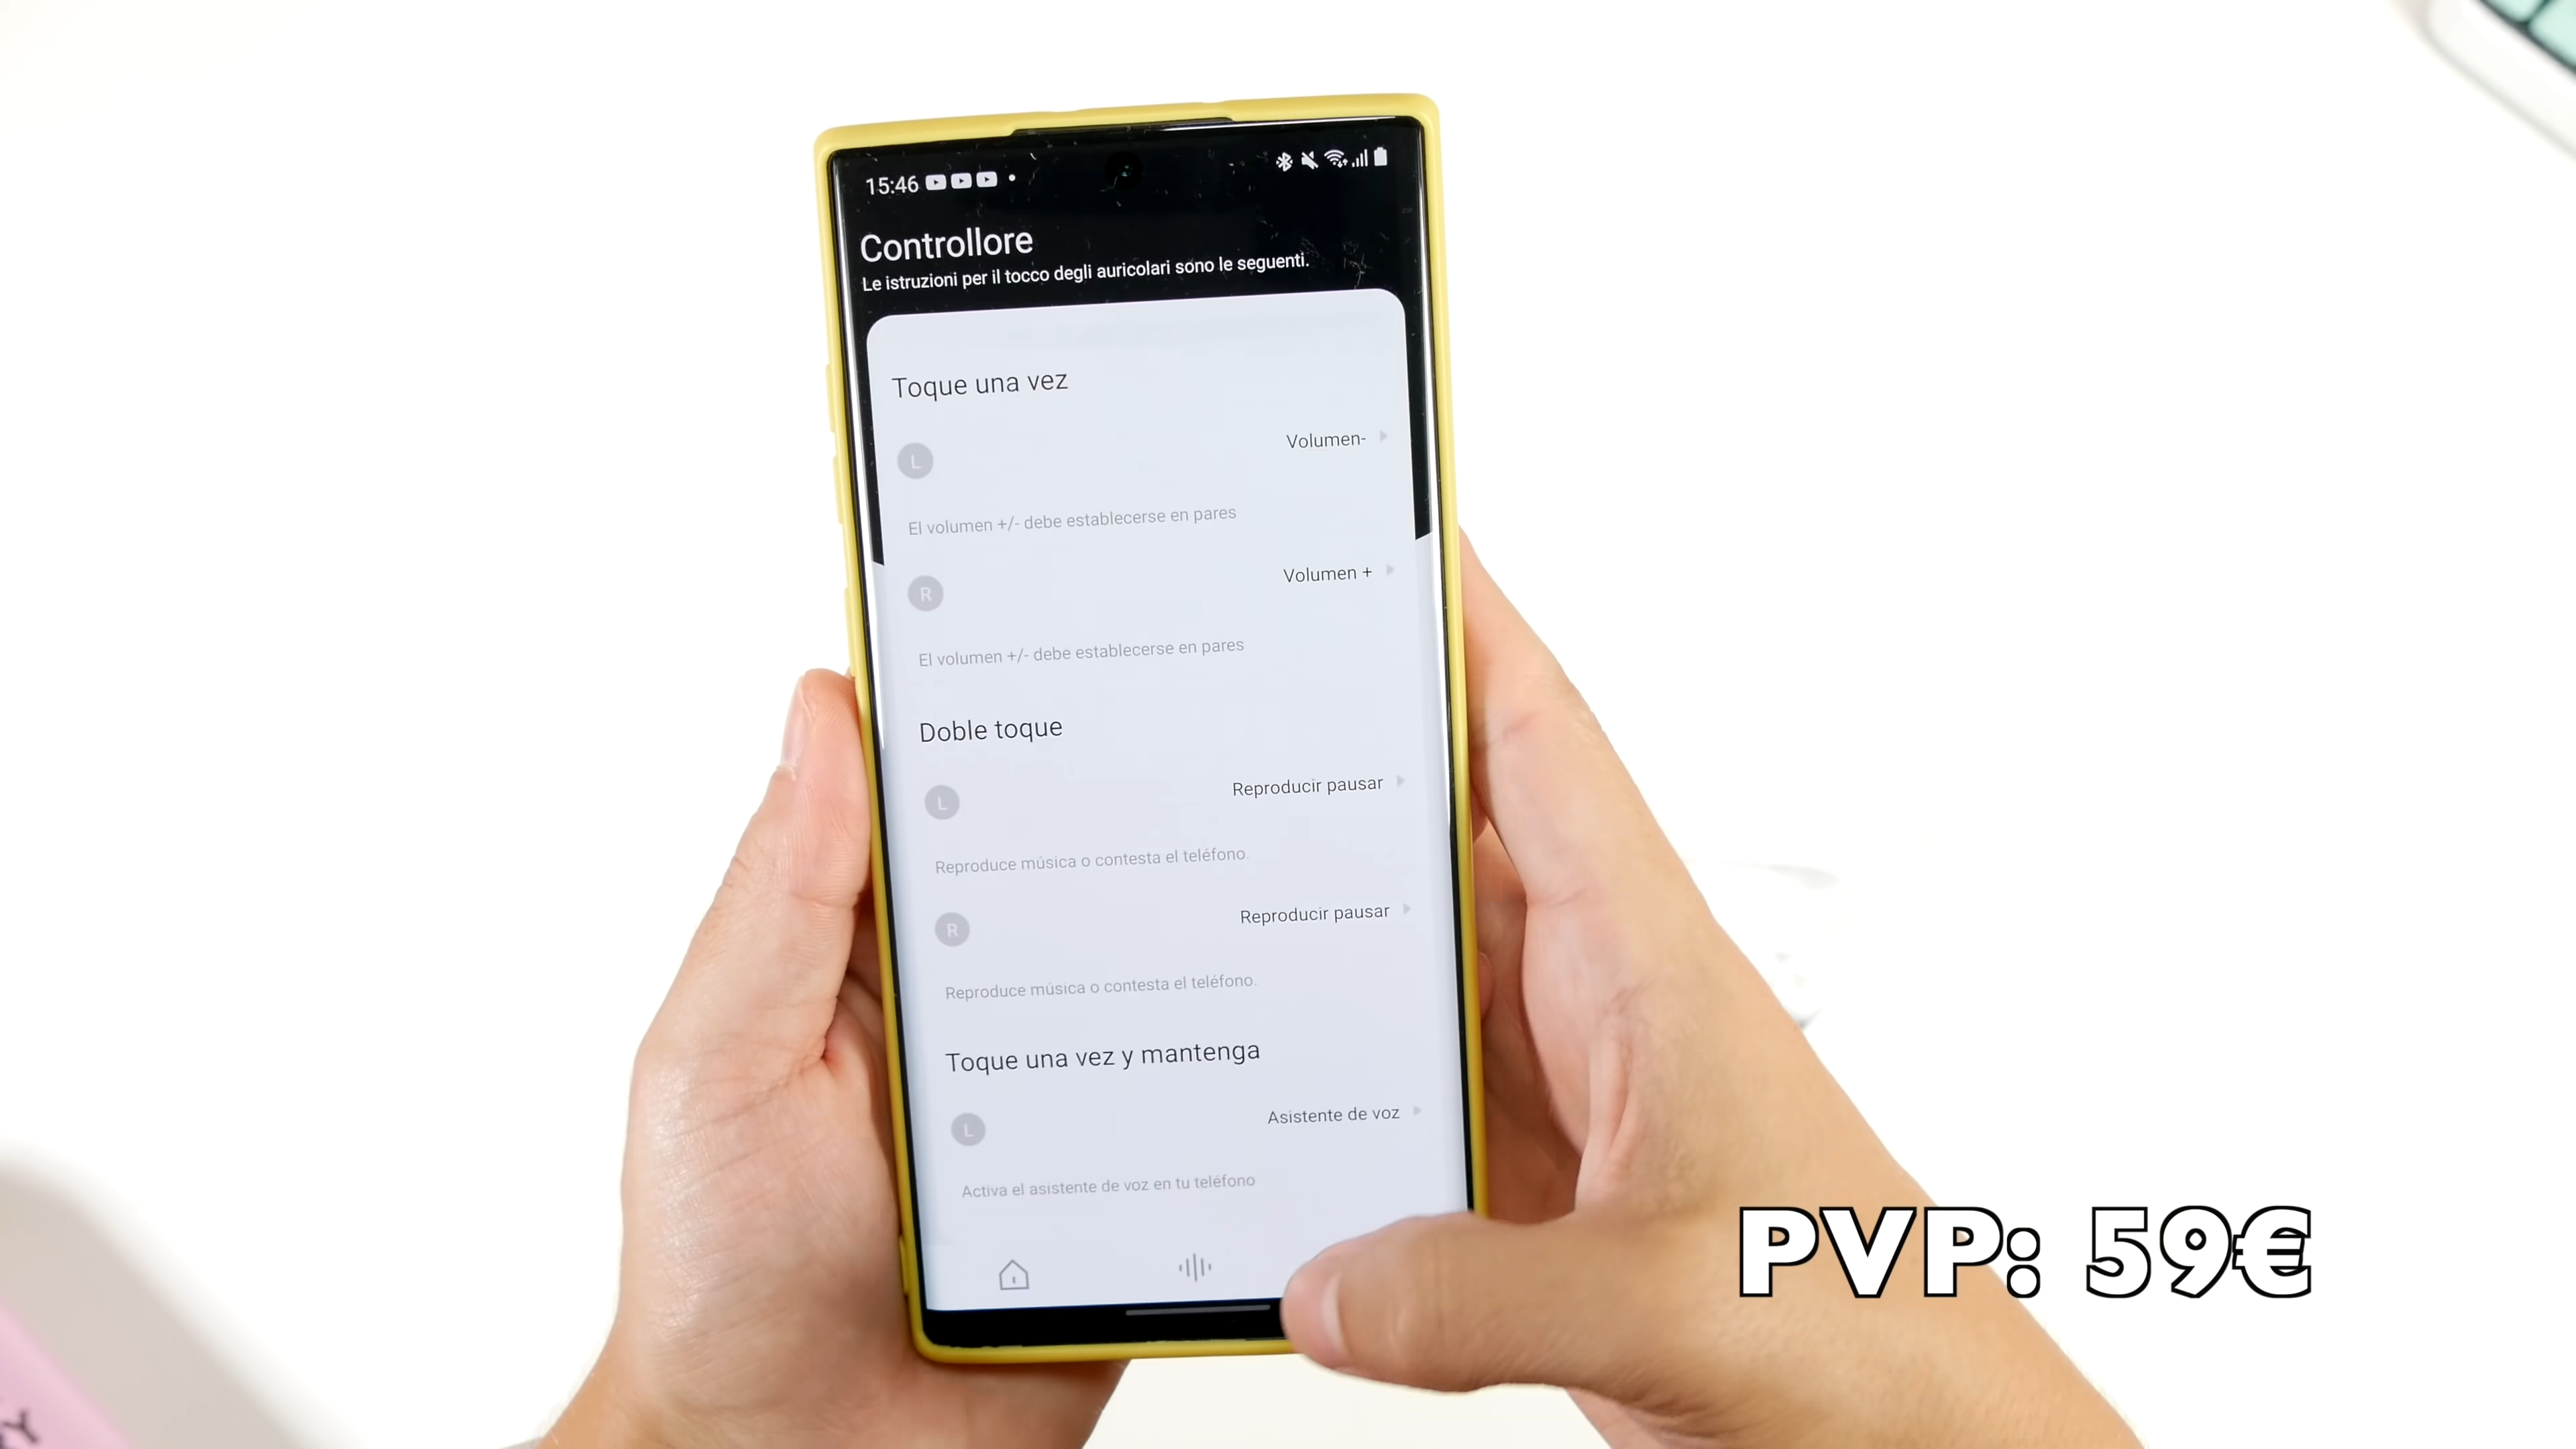 15:46
Controllore
Le istruzioni per il tocco degli auricolari sono le seguenti.
Toque una vez
L
Volumen-
El volumen +/- debe establecerse en pares
R
Volumen +
El volumen +/- debe establecerse en pares
Doble toque
L
Reproducir pausar
Reproduce música o contesta el teléfono.
R
Reproducir pausar
Reproduce música o contesta el teléfono.
Toque una vez y mantenga
L
Asistente de voz
Activa el asistente de voz en tu teléfono
PVP: 59€